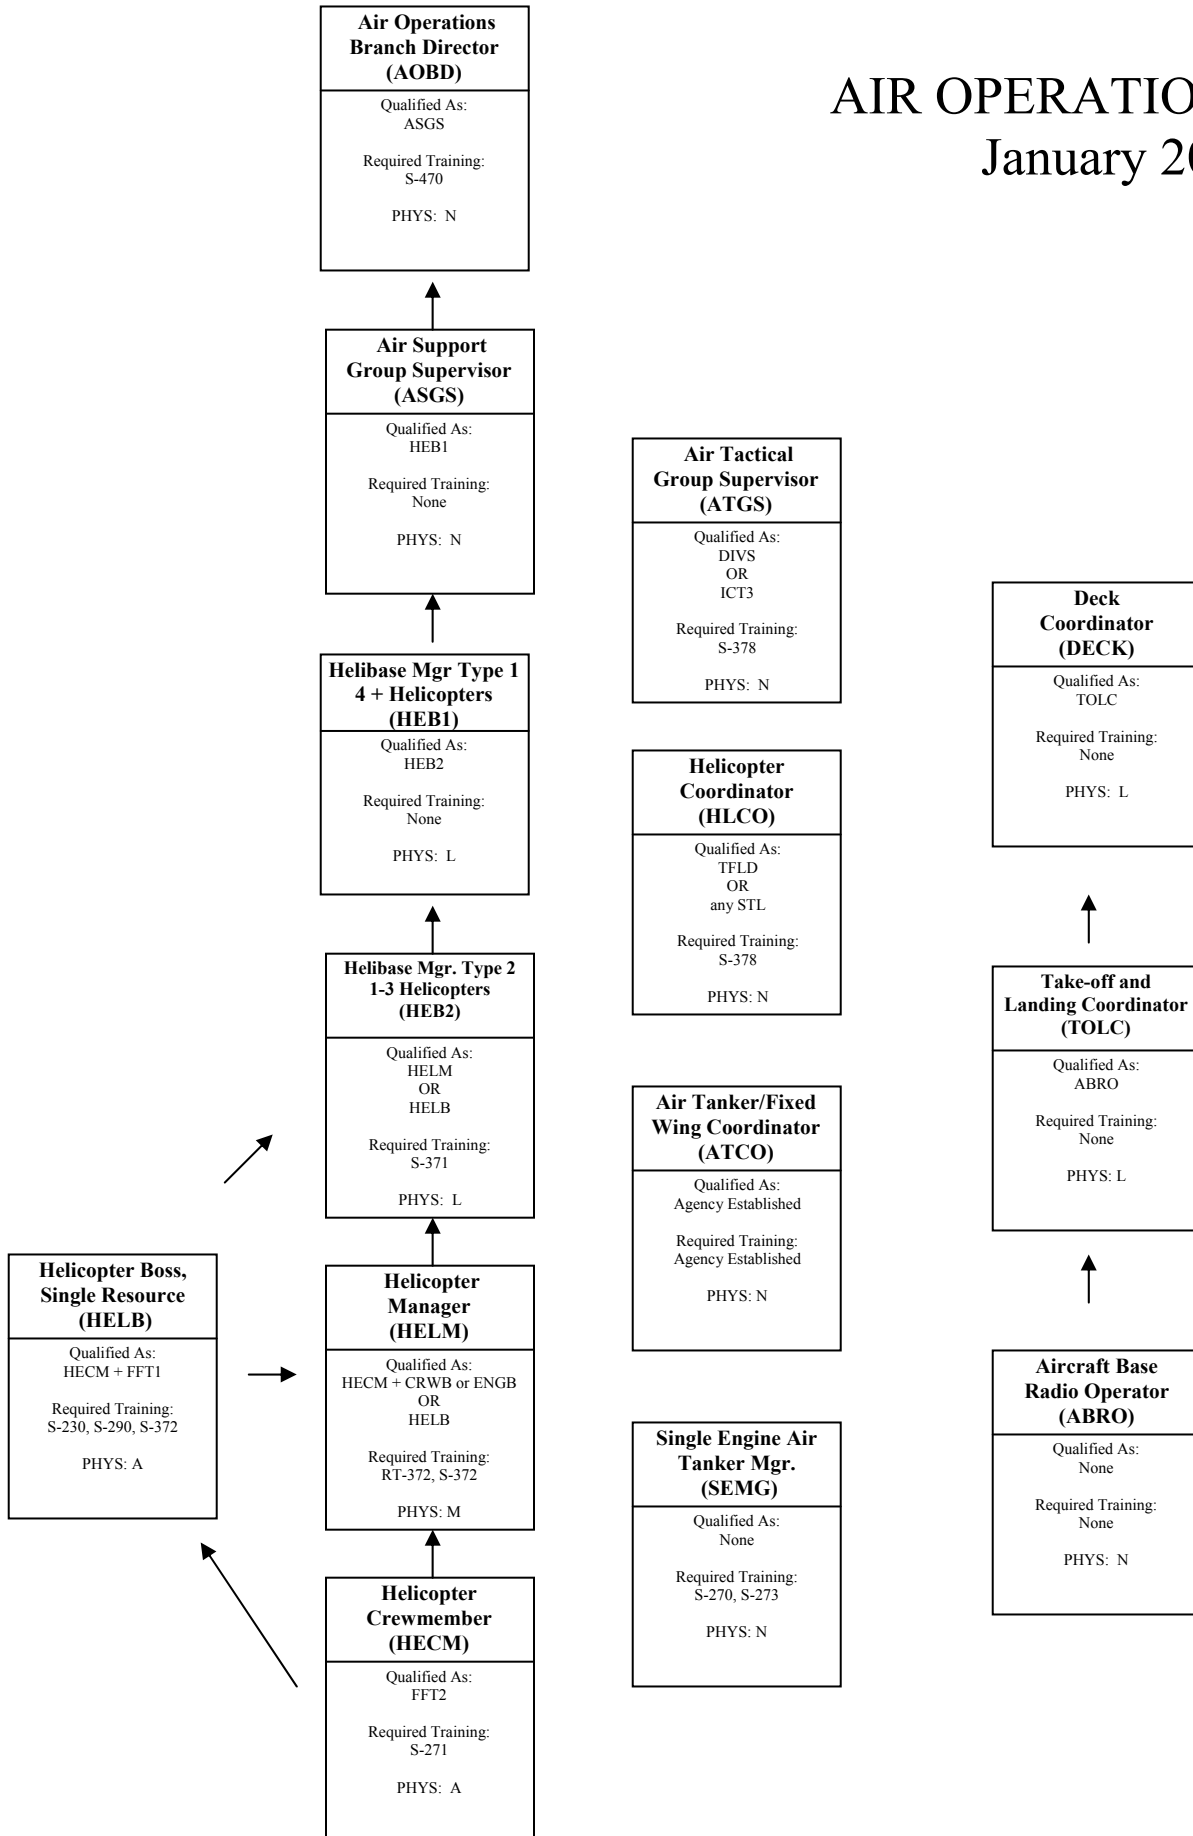 Air Operations
Branch Director
(AOBD)
Qualified As:
ASGS
Required Training:
S-470
PHYS: N
AIR OPERATIO
January 20
Air Support
Group Supervisor
(ASGS)
Qualified As:
HEB1
Required Training:
None
PHYS: N
Air Tactical
Group Supervisor
(ATGS)
Qualified As:
DIVS
OR
ICT3
Required Training:
S-378
PHYS: N
Deck
Coordinator
(DECK)
Qualified As:
TOLC
Required Training:
None
PHYS: L
Helibase Mgr Type 1
4 + Helicopters
(HEB1)
Qualified As:
HEB2
Required Training:
None
PHYS: L
Helicopter
Coordinator
(HLCO)
Qualified As:
TFLD
OR
any STL
Required Training:
S-378
PHYS: N
Helibase Mgr. Type 2
1-3 Helicopters
(HEB2)
Qualified As:
HELM
OR
HELB
Required Training:
S-371
PHYS: L
Take-off and
Landing Coordinator
(TOLC)
Qualified As:
ABRO
Required Training:
None
PHYS: L
Air Tanker/Fixed
Wing Coordinator
(ATCO)
Qualified As:
Agency Established
Required Training:
Agency Established
PHYS: N
Helicopter Boss,
Single Resource
(HELB)
Qualified As:
HECM + FFT1
Required Training:
S-230, S-290, S-372
PHYS: A
Helicopter
Manager
(HELM)
Qualified As:
HECM + CRWB or ENGB
OR
HELB
Required Training:
RT-372, S-372
PHYS: M
Aircraft Base
Radio Operator
(ABRO)
Qualified As:
None
Required Training:
None
PHYS: N
Single Engine Air
Tanker Mgr.
(SEMG)
Qualified As:
None
Required Training:
S-270, S-273
PHYS: N
Helicopter
Crewmember
(HECM)
Qualified As:
FFT2
Required Training:
S-271
PHYS: A